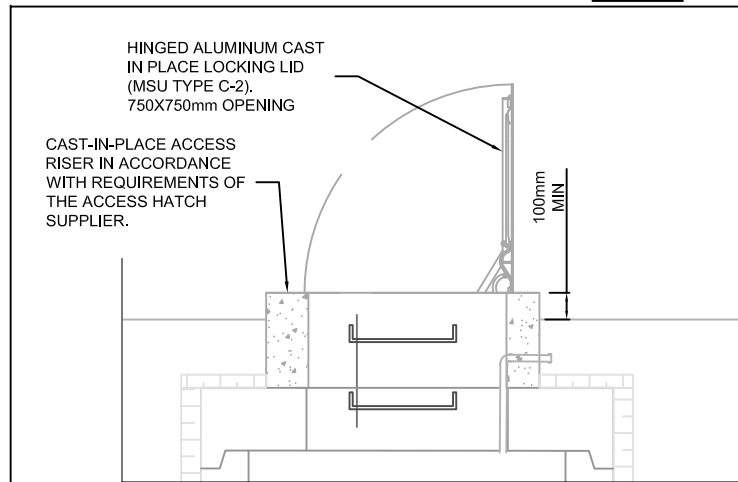 HINGED ALUMINUM CAST
IN PLACE LOCKING LID
(MSU TYPE C-2).
750X750mm OPENING
CAST-IN-PLACE ACCESS
RISER IN ACCORDANCE
WITH REQUIREMENTS OF
THE ACCESS HATCH
SUPPLIER.
100mm
MIN